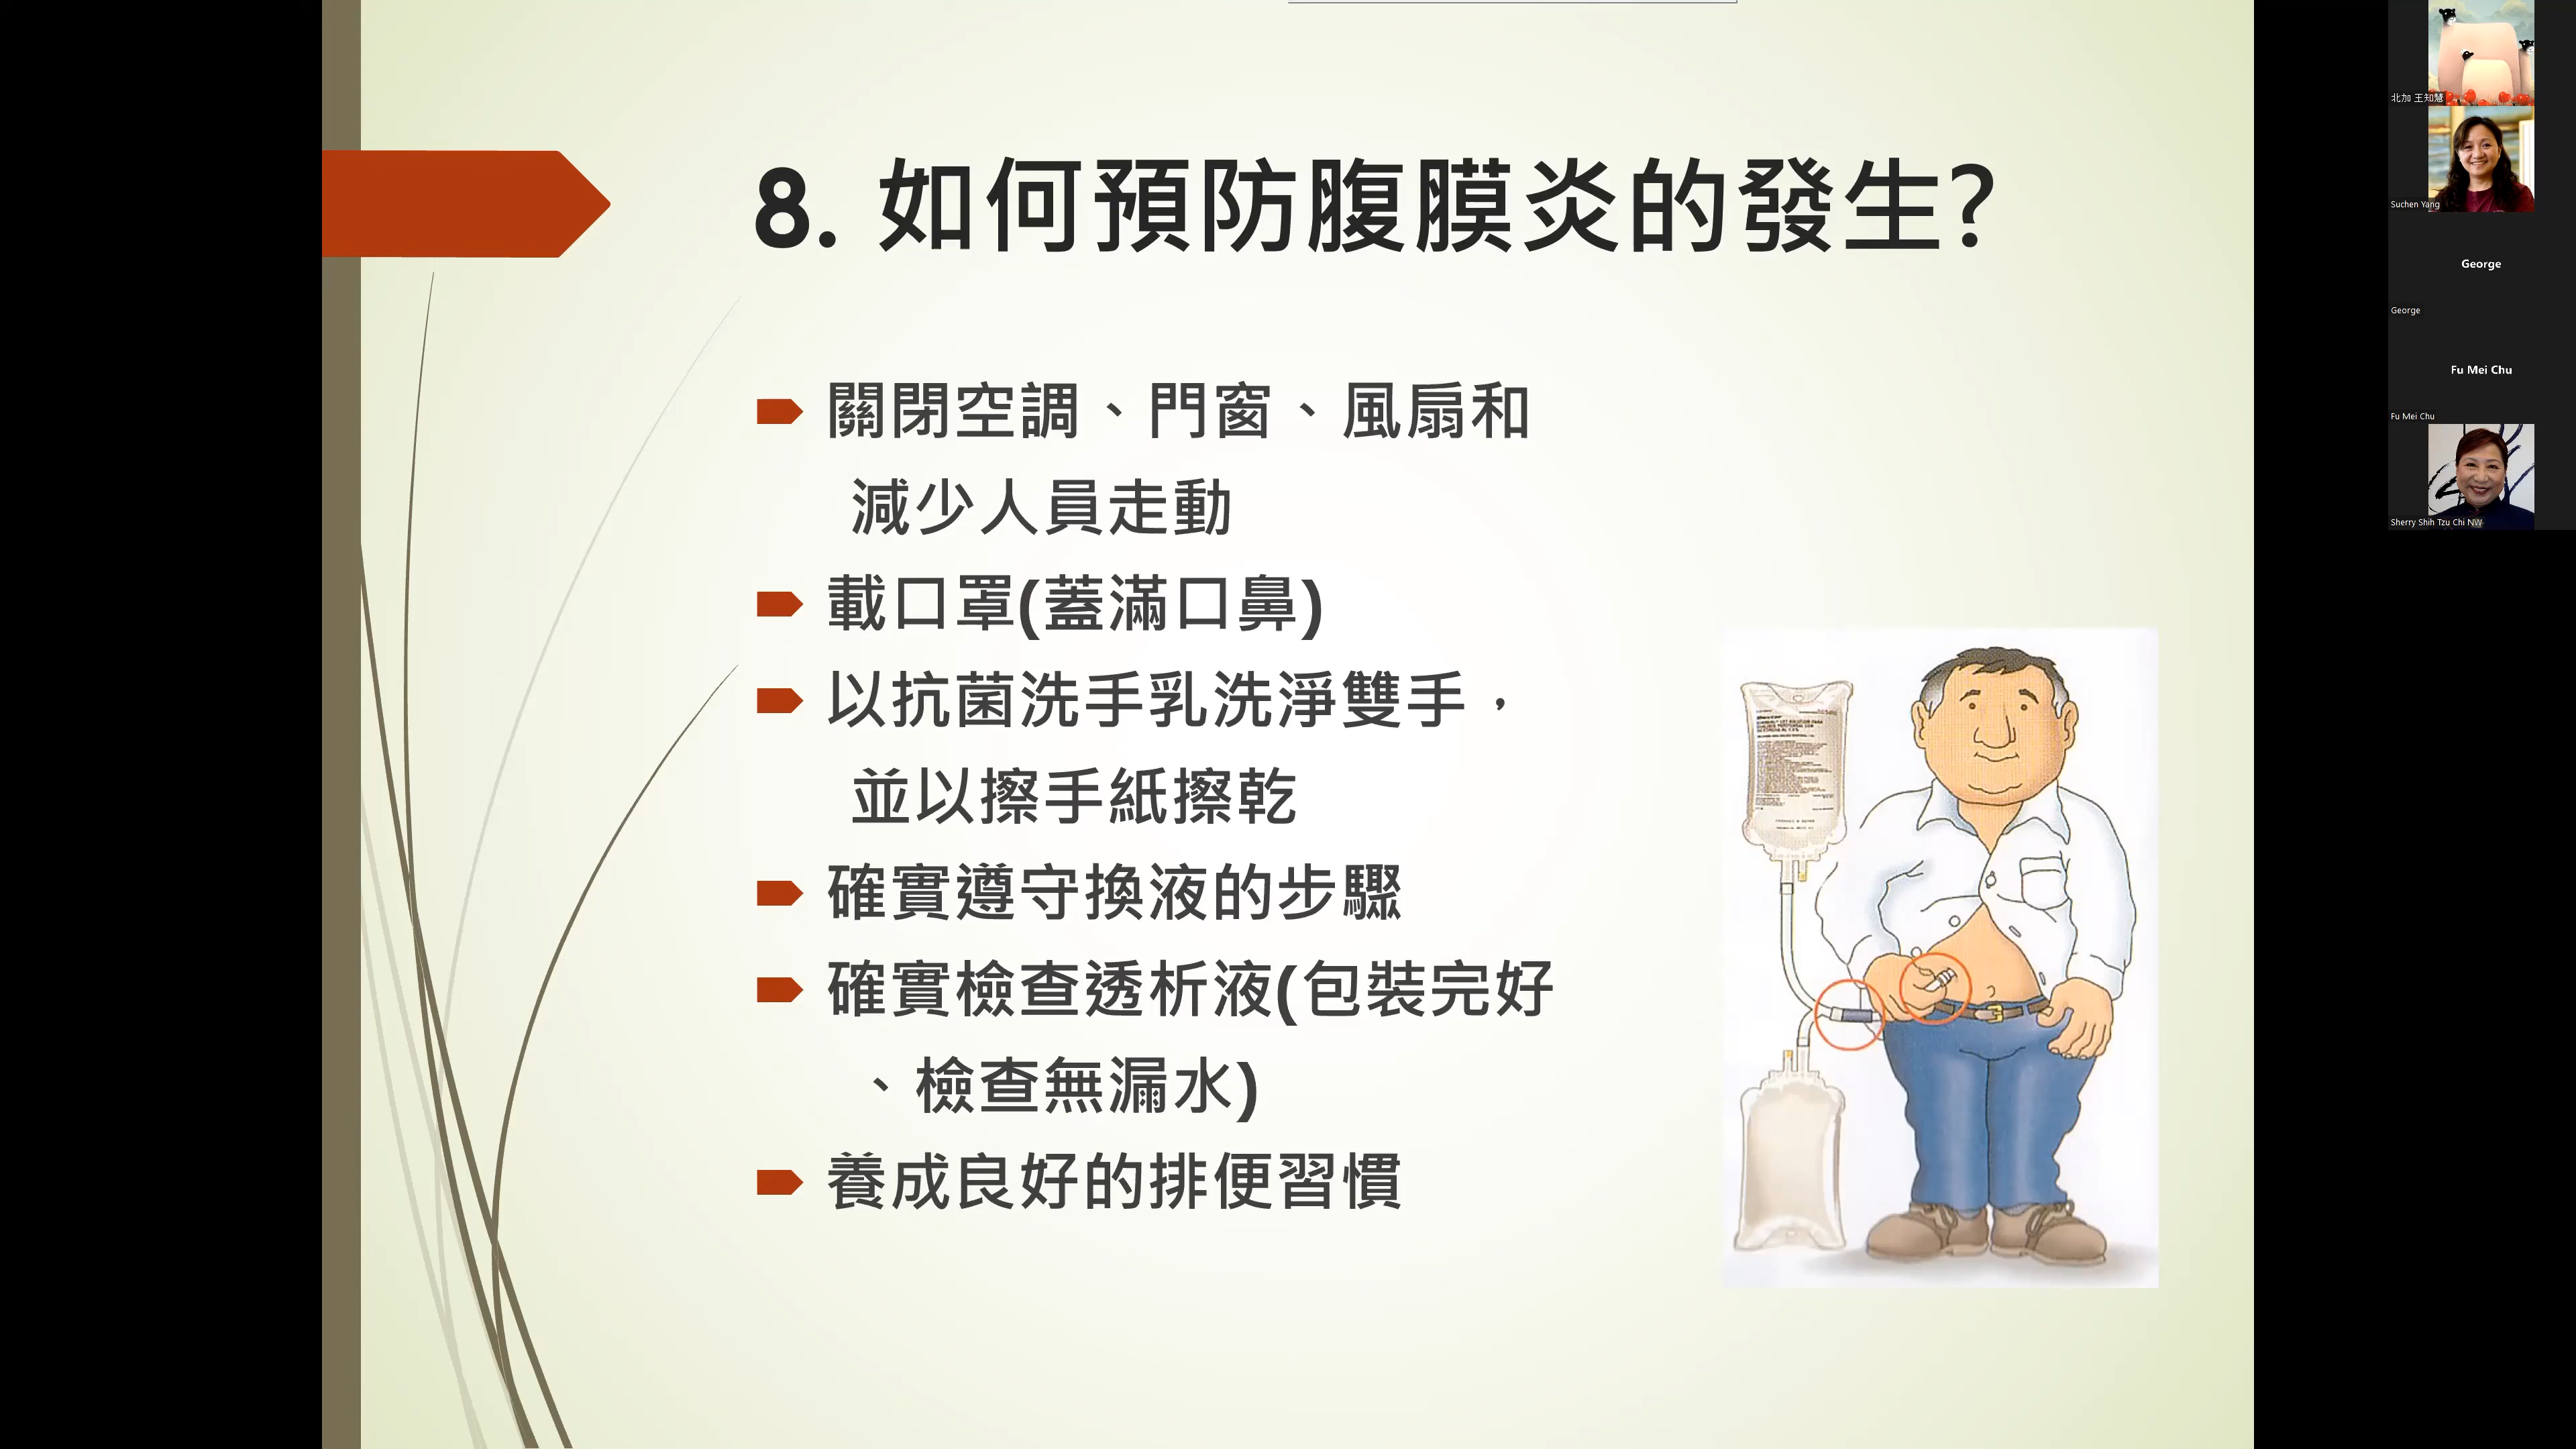 8. 如何預防腹膜炎的發生?
關閉空調、門窗、風扇和
減少人員走動
載口罩(蓋滿口鼻)
以抗菌洗手乳洗淨雙手，
並以擦手紙擦乾
確實遵守換液的步驟
確實檢查透析液(包裝完好
、檢查無漏水)
養成良好的排便習慣
北加 王知慧
Suchen Yang
George
George
Fu Mei Chu
Fu Mei Chu
Sherry Shih Tzu Chi NW